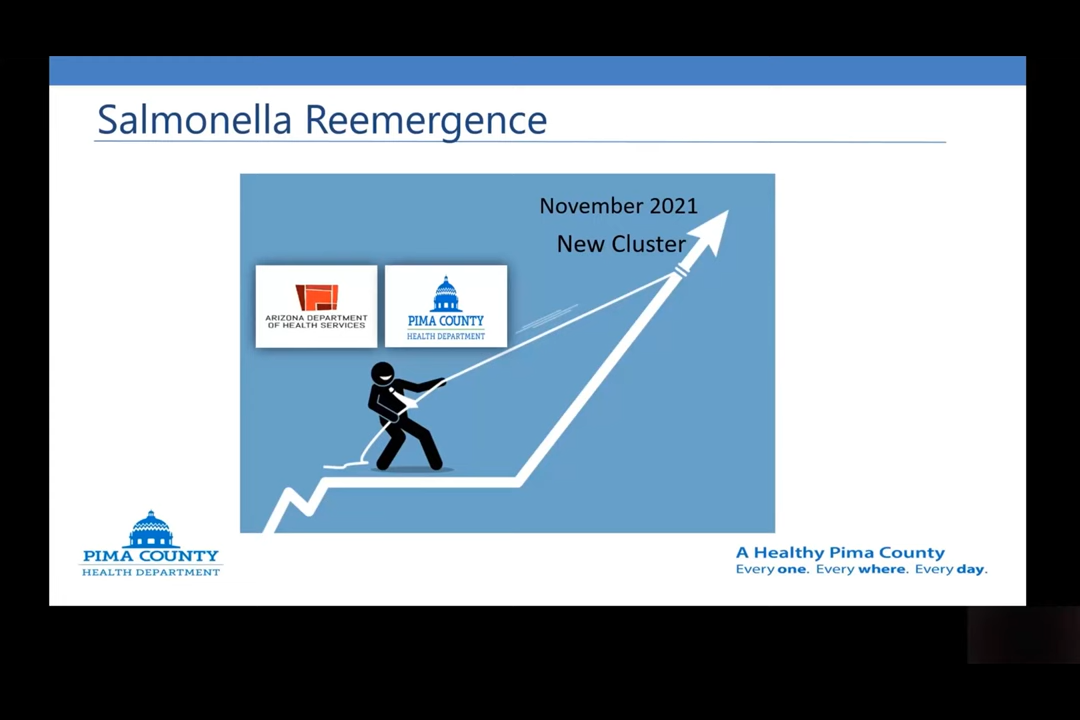 Salmonella Reemergence
November 2021
New Cluster
ARIZONA DEPARTMENT
OF HEALTH SERVICES
PIMA COUNTY
HEALTH DEPARTMENT
PIMA COUNTY
HEALTH DEPARTMENT
A Healthy Pima County
Every one. Every where. Every day.